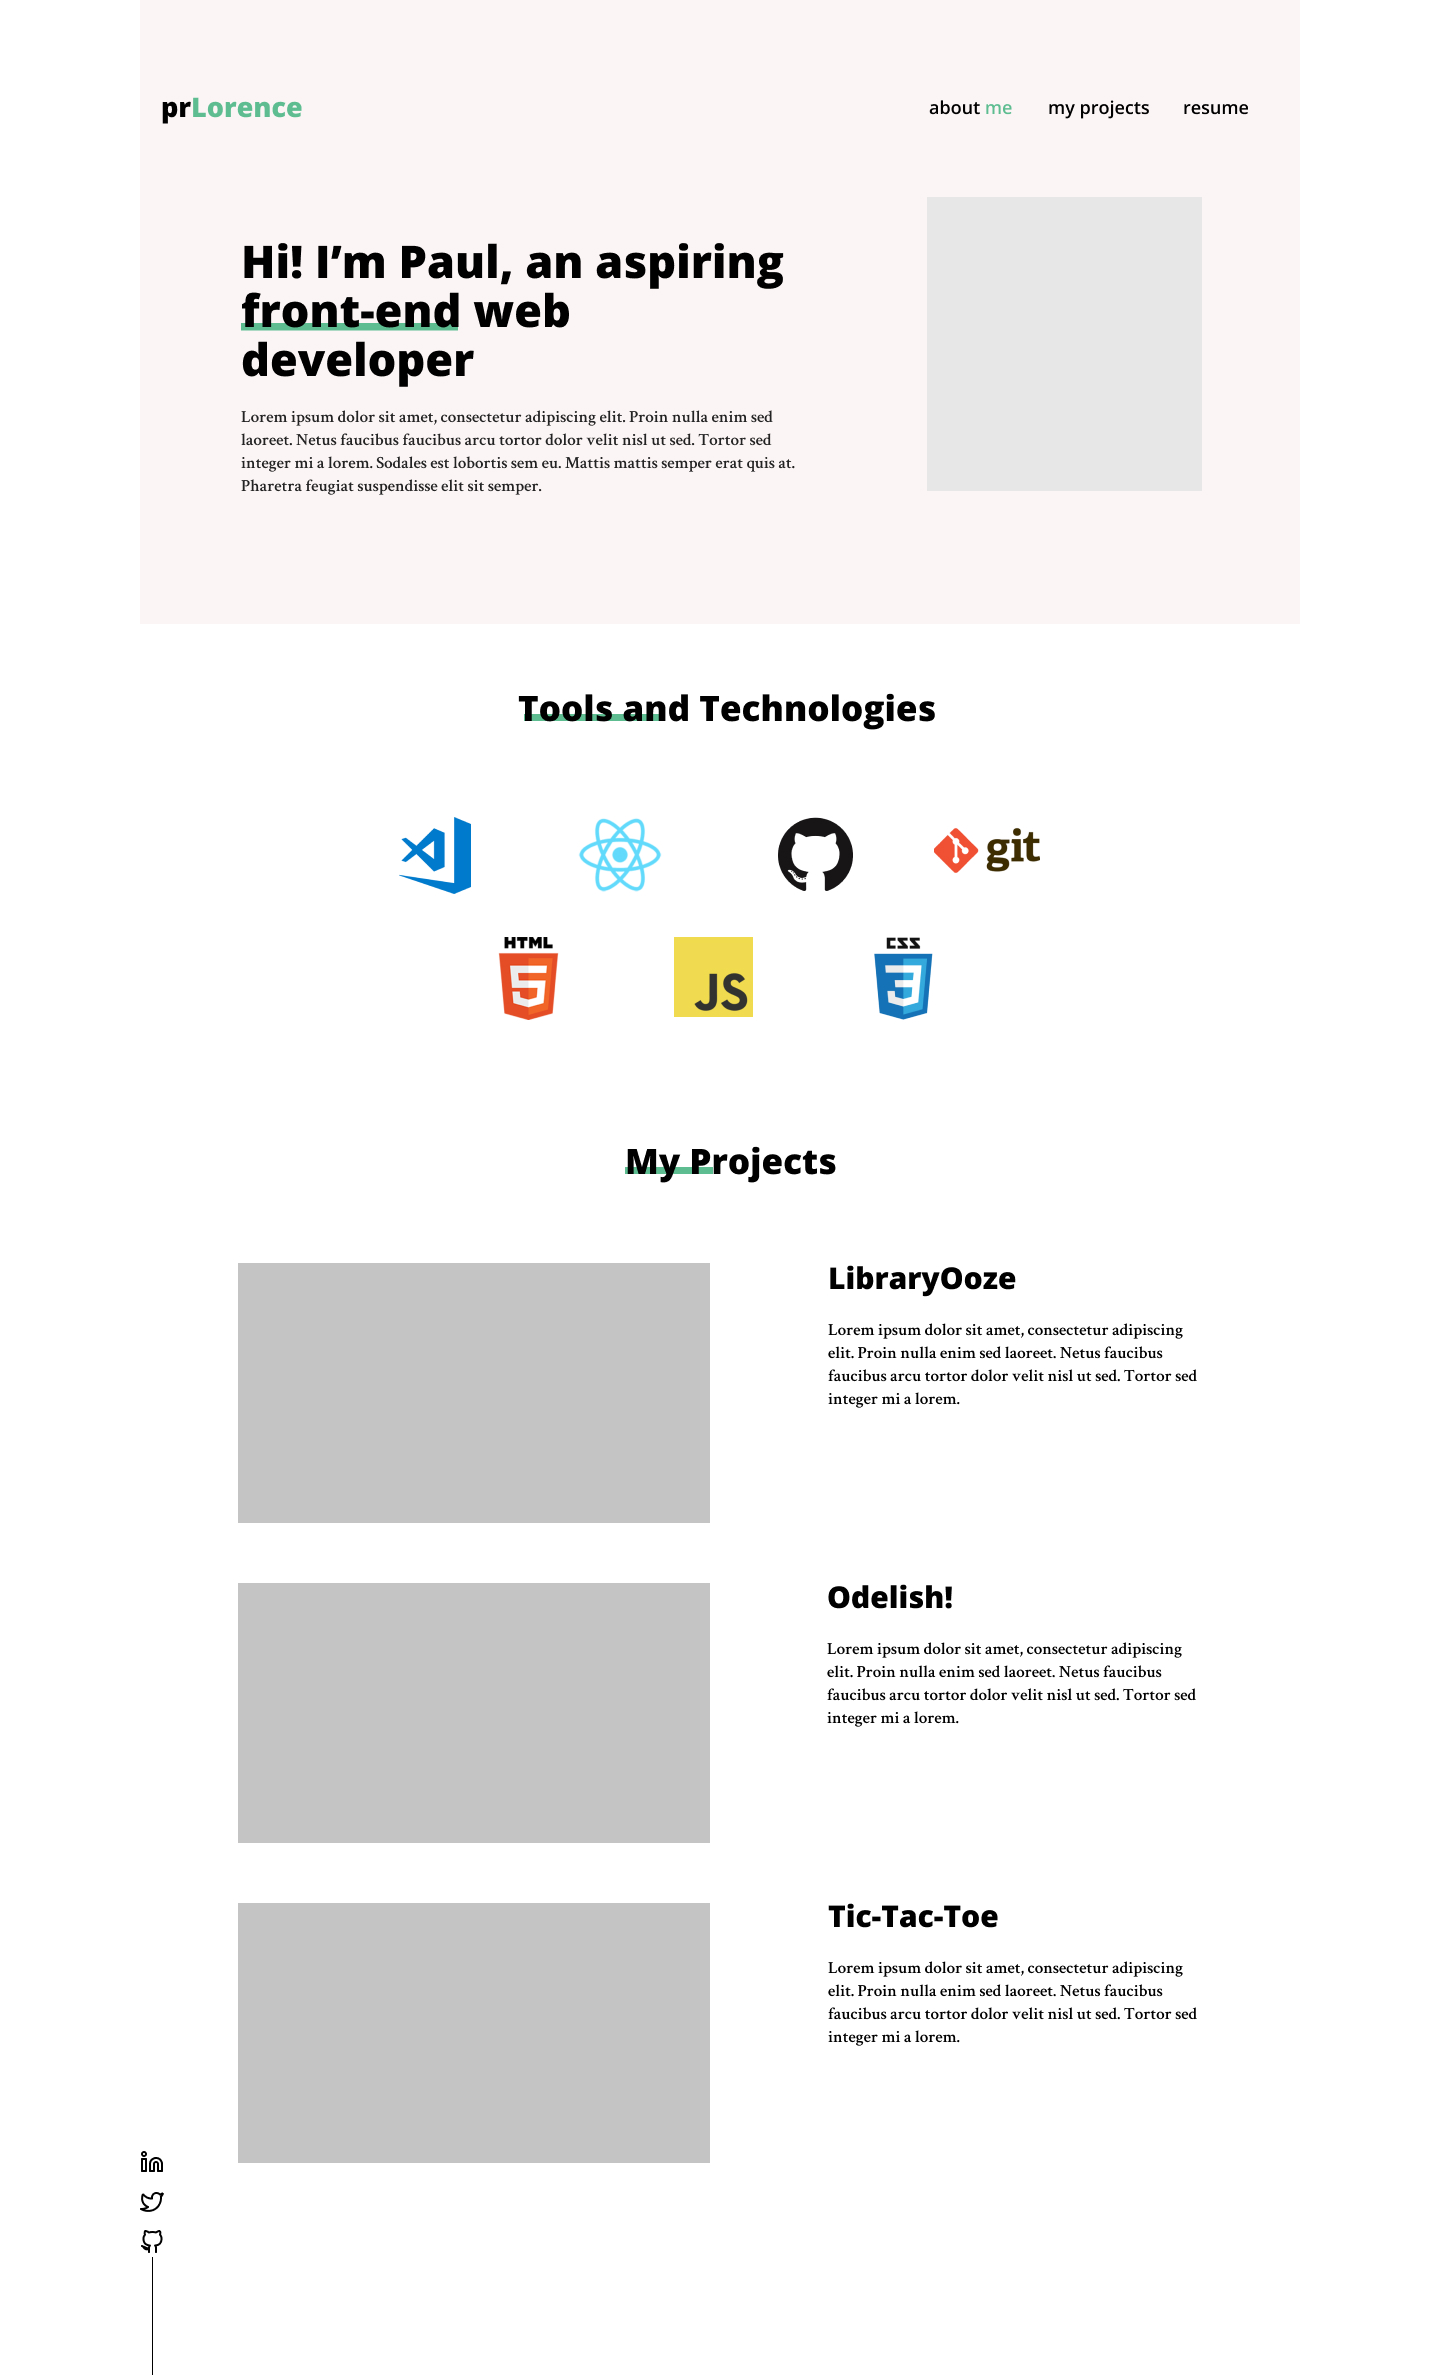 prLorence
about me
my projects
resume
Hi! I’m Paul, an aspiring
front-end web
developer
Lorem ipsum dolor sit amet, consectetur adipiscing elit. Proin nulla enim sed
laoreet. Netus faucibus faucibus arcu tortor dolor velit nisl ut sed. Tortor sed
integer mi a lorem. Sodales est lobortis sem eu. Mattis mattis semper erat quis at.
Pharetra feugiat suspendisse elit sit semper.
Tools and Technologies
git
HTML
5
JS
CSS
3
My Projects
LibraryOoze
Lorem ipsum dolor sit amet, consectetur adipiscing
elit. Proin nulla enim sed laoreet. Netus faucibus
faucibus arcu tortor dolor velit nisl ut sed. Tortor sed
integer mi a lorem.
Odelish!
Lorem ipsum dolor sit amet, consectetur adipiscing
elit. Proin nulla enim sed laoreet. Netus faucibus
faucibus arcu tortor dolor velit nisl ut sed. Tortor sed
integer mi a lorem.
Tic-Tac-Toe
Lorem ipsum dolor sit amet, consectetur adipiscing
elit. Proin nulla enim sed laoreet. Netus faucibus
faucibus arcu tortor dolor velit nisl ut sed. Tortor sed
integer mi a lorem.
in